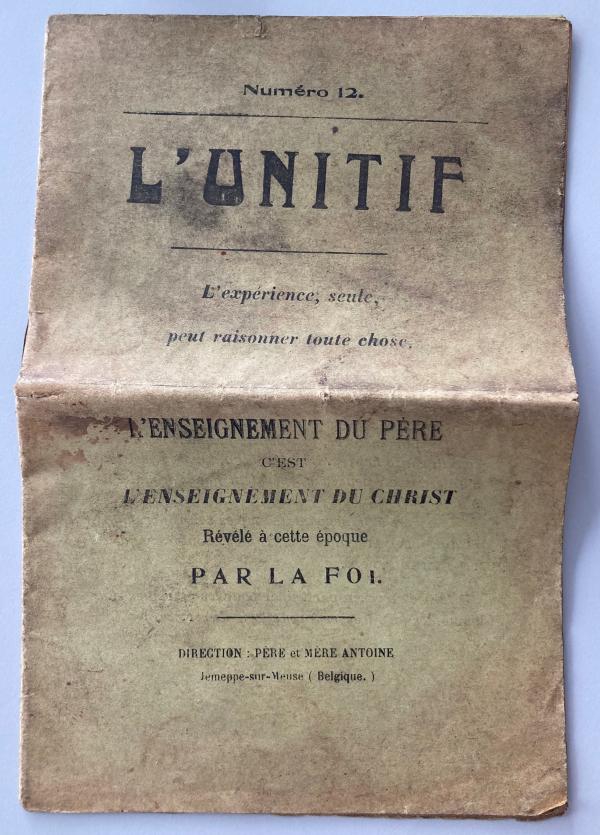 Numéro 12.
L'UNITIF
L'expérience, seule,
peut raisonner toute chose.
L'ENSEIGNEMENT DU PÈRE
C'EST
L'ENSEIGNEMENT DU CHRIST
Révélé à cette époque
PAR LA FOI.
DIRECTION : PÈRE et MÈRE ANTOINE
Jemeppe-sur-Meuse ( Belgique. )